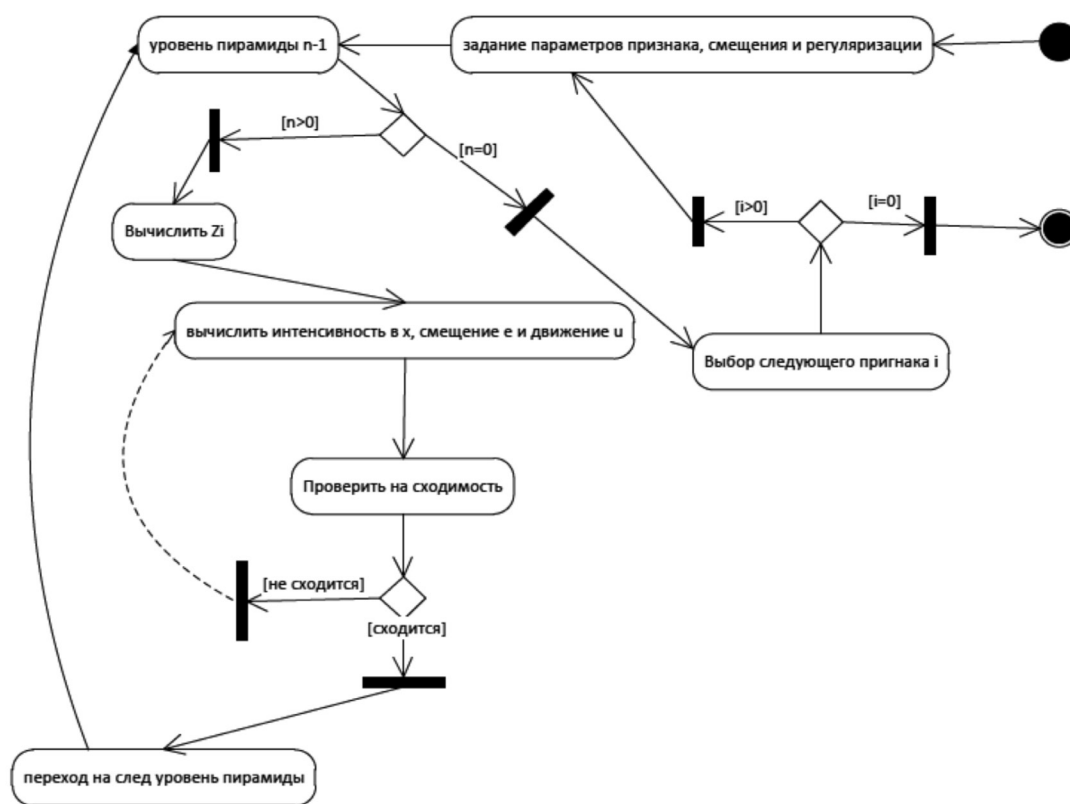 уровень пирамиды n-1
задание параметров признака, смещения и регуляризации
[n>0]
[n=0]
[i>0]
[i=0]
Вычислить Zi
вычислить интенсивность в x, смещение e и движение u
Выбор следующего пригнака i
Проверить на сходимость
[не сходится]
[сходится]
переход на след уровень пирамиды